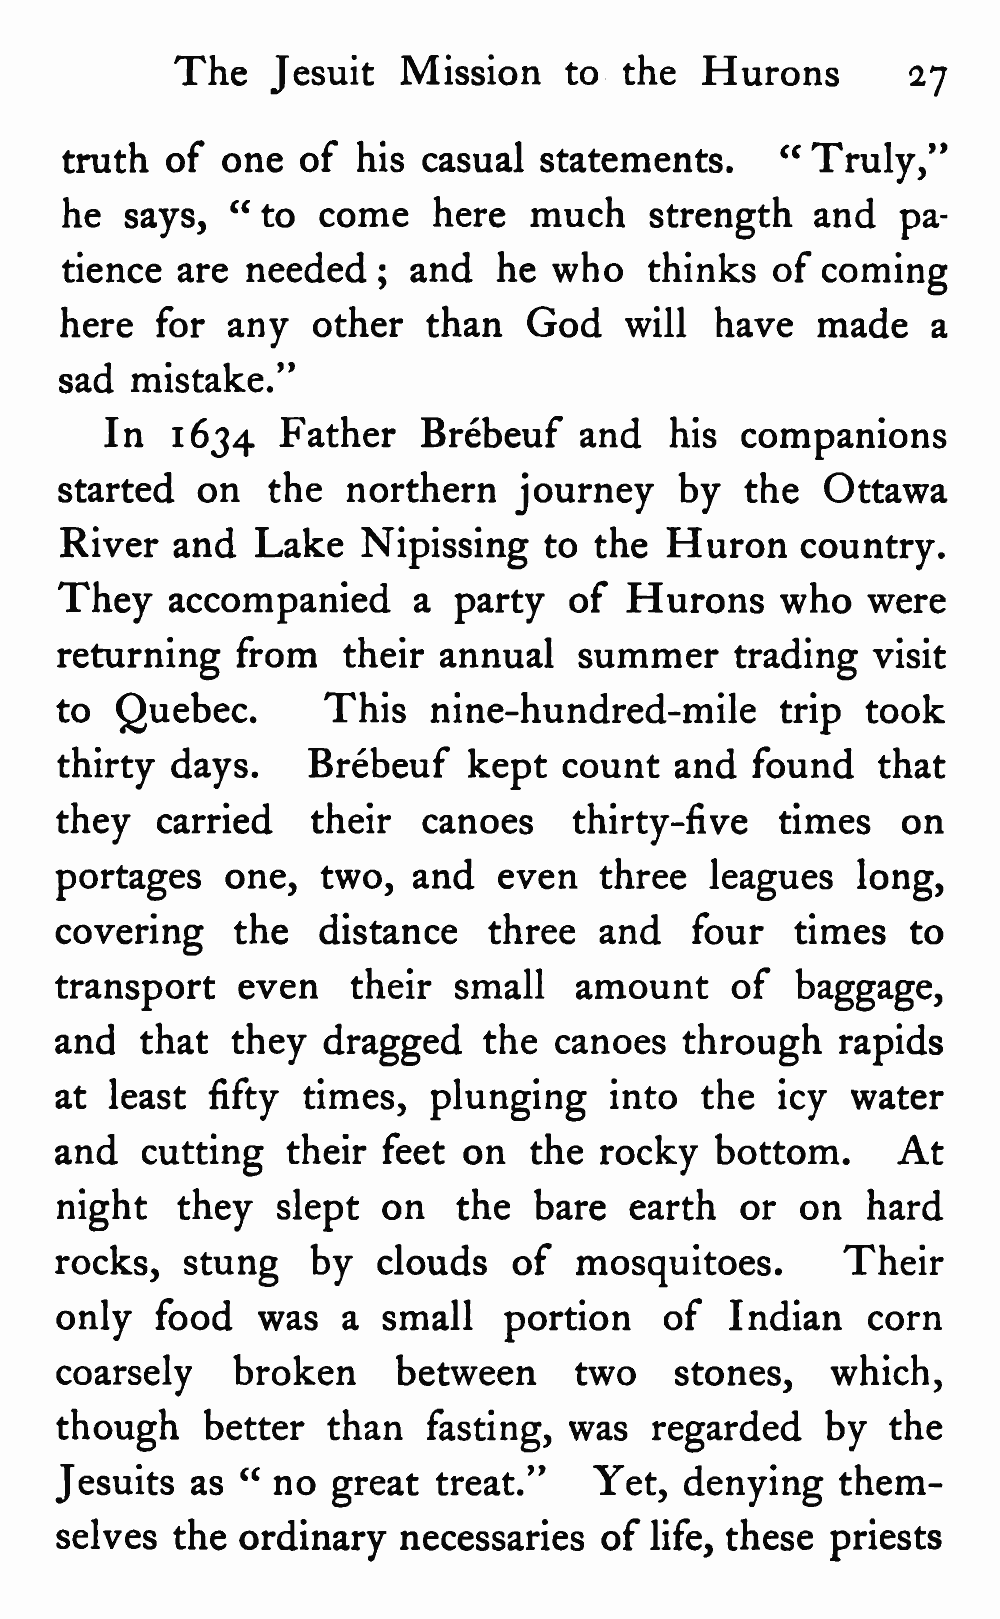 The Jesuit Mission to the Hurons 27
truth of one of his casual statements. “Truly,”
he says, “to come here much strength and pa-
tience are needed; and he who thinks of coming
here for any other than God will have made a
sad mistake.”
In 1634 Father Brébeuf and his companions
started on the northern journey by the Ottawa
River and Lake Nipissing to the Huron country.
They accompanied a party of Hurons who were
returning from their annual summer trading visit
to Quebec. This nine-hundred-mile trip took
thirty days. Brébeuf kept count and found that
they carried their canoes thirty-five times on
portages one, two, and even three leagues long,
covering the distance three and four times to
transport even their small amount of baggage,
and that they dragged the canoes through rapids
at least fifty times, plunging into the icy water
and cutting their feet on the rocky bottom. At
night they slept on the bare earth or on hard
rocks, stung by clouds of mosquitoes. Their
only food was a small portion of Indian corn
coarsely broken between two stones, which,
though better than fasting, was regarded by the
Jesuits as “no great treat.” Yet, denying them-
selves the ordinary necessaries of life, these priests